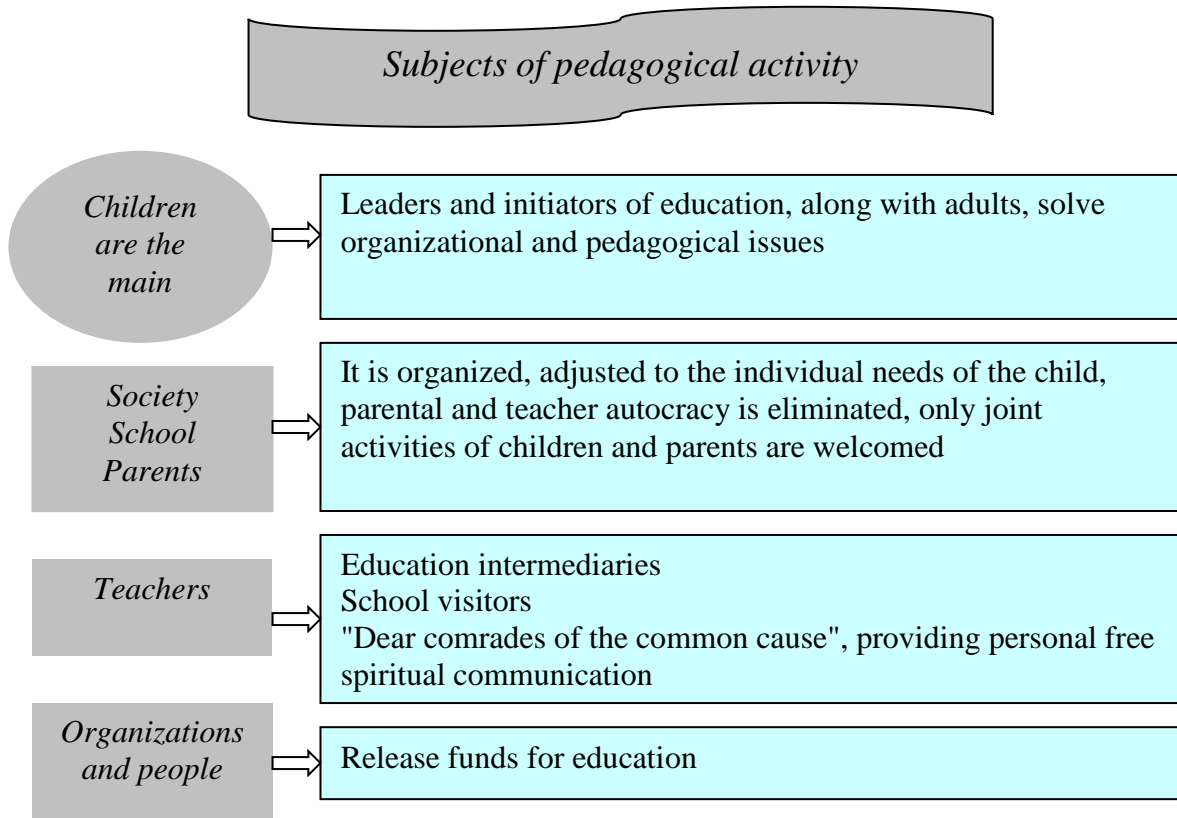 Subjects of pedagogical activity
Children
are the
main
Leaders and initiators of education, along with adults, solve
organizational and pedagogical issues
Society
School
Parents
It is organized, adjusted to the individual needs of the child,
parental and teacher autocracy is eliminated, only joint
activities of children and parents are welcomed
Teachers
Education intermediaries
School visitors
"Dear comrades of the common cause", providing personal free
spiritual communication
Organizations
and people
Release funds for education